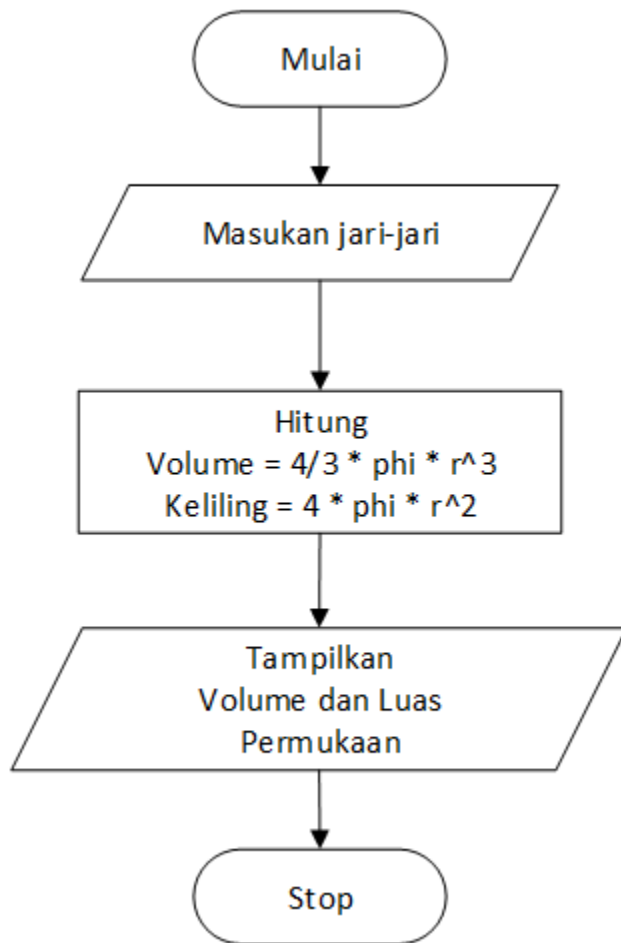 Mulai
Masukan jari-jari
Hitung
Volume = 4/3 * phi * r^3
Keliling = 4 * phi * r^2
Tampilkan
Volume dan Luas
Permukaan
Stop